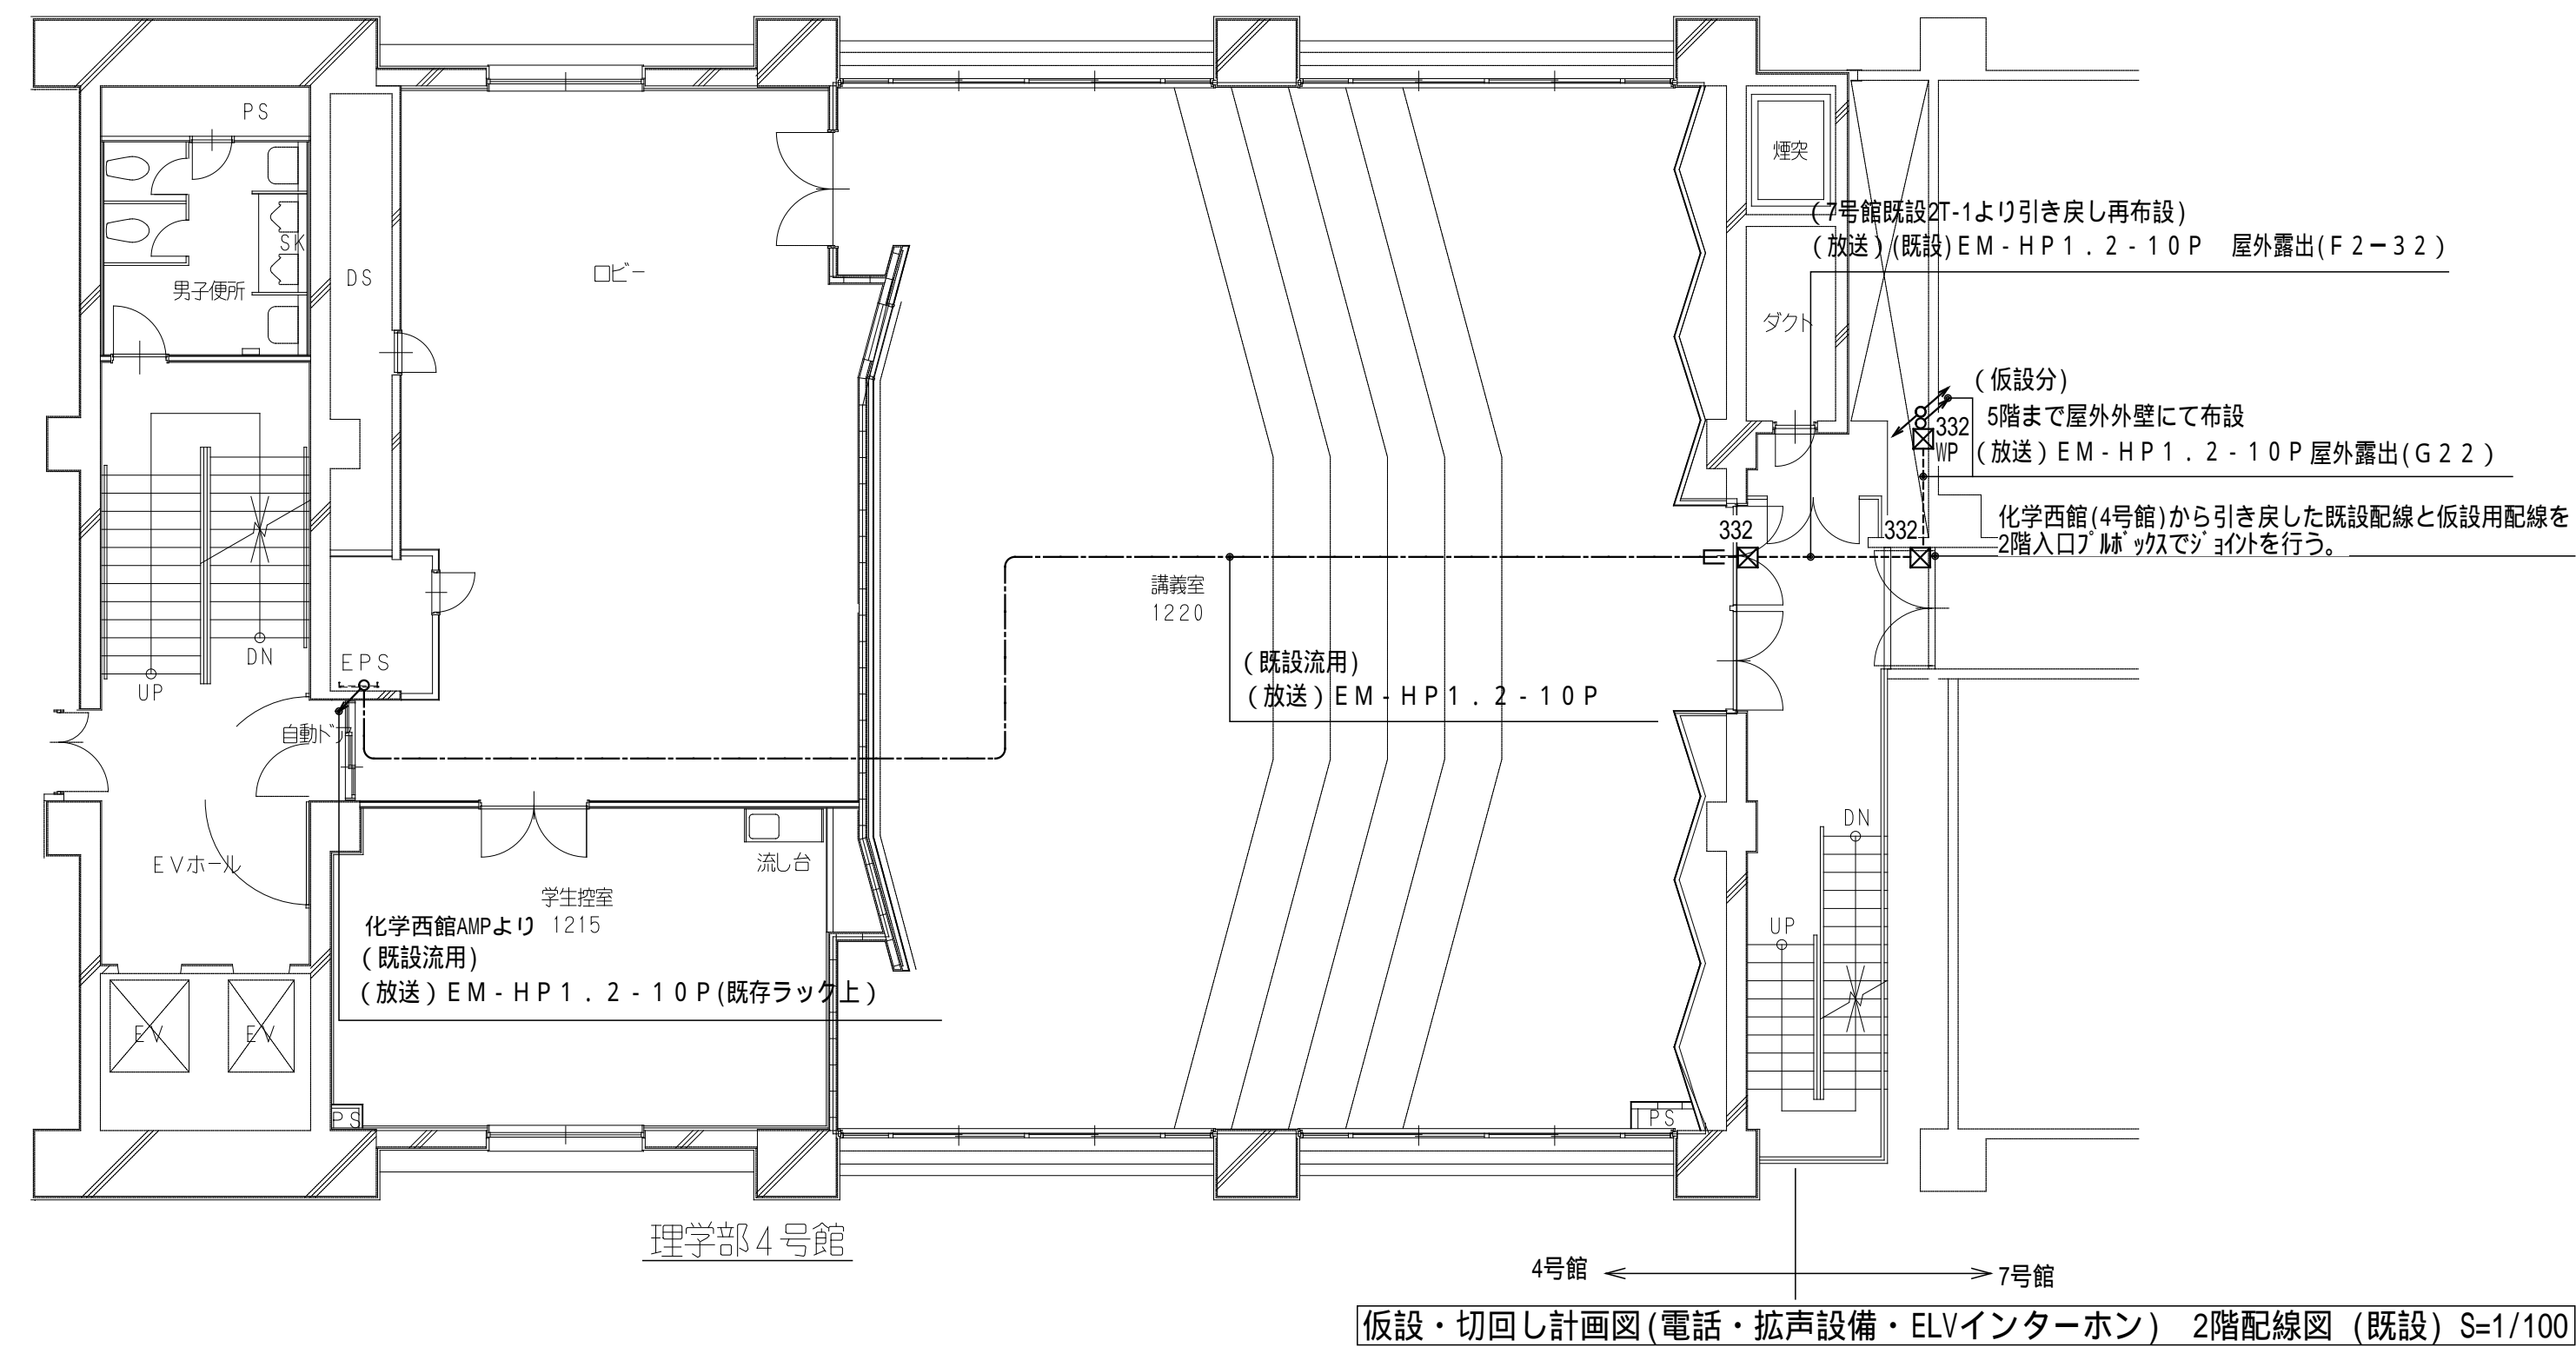 PS
煙突
(7号館既設2T-1より引き戻し再布設)
(放送)(既設)EM-HP1.2-10P 屋外露出(F2ー32)
SK
DS
ロビー
男子便所
ダクト
(仮設分)
5階まで屋外外壁にて布設
332
WP
(放送)EM-HP1.2-10P屋外露出(G22)
化学西館(4号館)から引き戻した既設配線と仮設用配線を
2階入口プルボックスでジョイントを行う。
332
332
講義室
1220
EPS
DN
UP
(既設流用)
(放送)EM-HP1.2-10P
自動ドア
DN
EVホール
流し台
学生控室
1215
化学西館AMPより
(既設流用)
(放送)EM-HP1.2-10P(既存ラック上)
UP
EV
EV
PS
PS
理学部4号館
4号館
7号館
仮設・切回し計画図(電話・拡声設備・ELVインターホン) 2階配線図 (既設) S=1/100